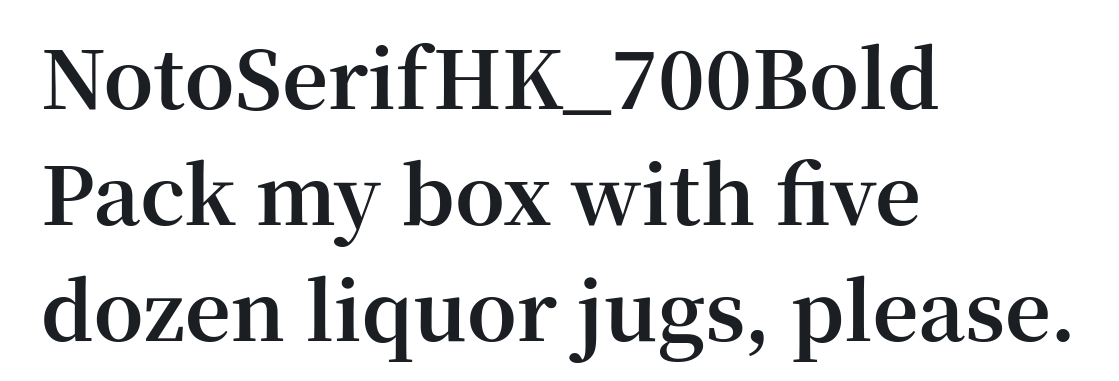 NotoSerifHK_700Bold
Pack my box with five
dozen liquor jugs, please.